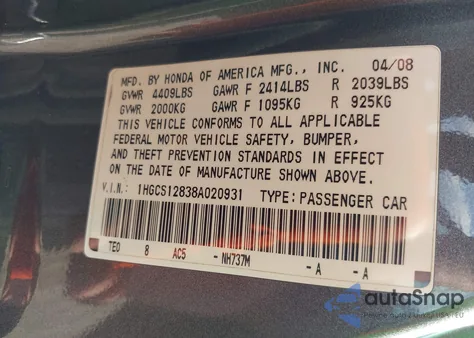 MFD. BY HONDA OF AMERICA MFG., INC. 04/08
GVWR 4409LBS GAWR F 2414LBS R 2039LBS
GVWR 2000KG GAWR F 1095KG R 925KG
THIS VEHICLE CONFORMS TO ALL APPLICABLE
FEDERAL MOTOR VEHICLE SAFETY, BUMPER,
AND THEFT PREVENTION STANDARDS IN EFFECT
ON THE DATE OF MANUFACTURE SHOWN ABOVE.
V.I.N: 1HGCS12838A020931 TYPE: PASSENGER CAR
TE0 8 AC5 - NH737M - A - A
autoSnap